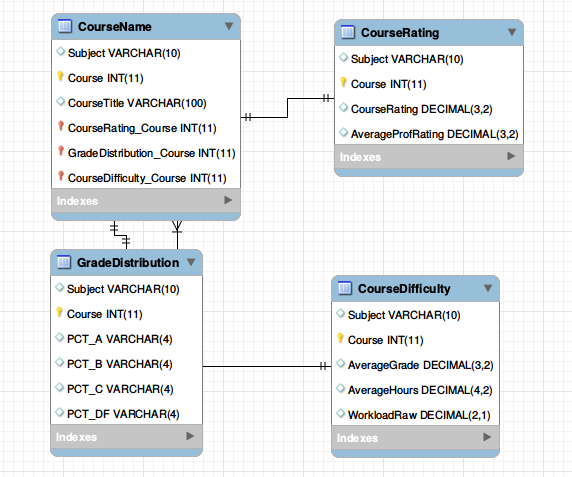 CourseName
Subject VARCHAR(10)
Course INT(11)
CourseTitle VARCHAR(100)
CourseRating_Course INT(11)
GradeDistribution_Course INT(11)
CourseDifficulty_Course INT(11)
Indexes
CourseRating
Subject VARCHAR(10)
Course INT(11)
CourseRating DECIMAL(3,2)
AverageProfRating DECIMAL(3,2)
Indexes
GradeDistribution
Subject VARCHAR(10)
Course INT(11)
PCT_A VARCHAR(4)
PCT_B VARCHAR(4)
PCT_C VARCHAR(4)
PCT_DF VARCHAR(4)
Indexes
CourseDifficulty
Subject VARCHAR(10)
Course INT(11)
AverageGrade DECIMAL(3,2)
AverageHours DECIMAL(4,2)
WorkloadRaw DECIMAL(2,1)
Indexes